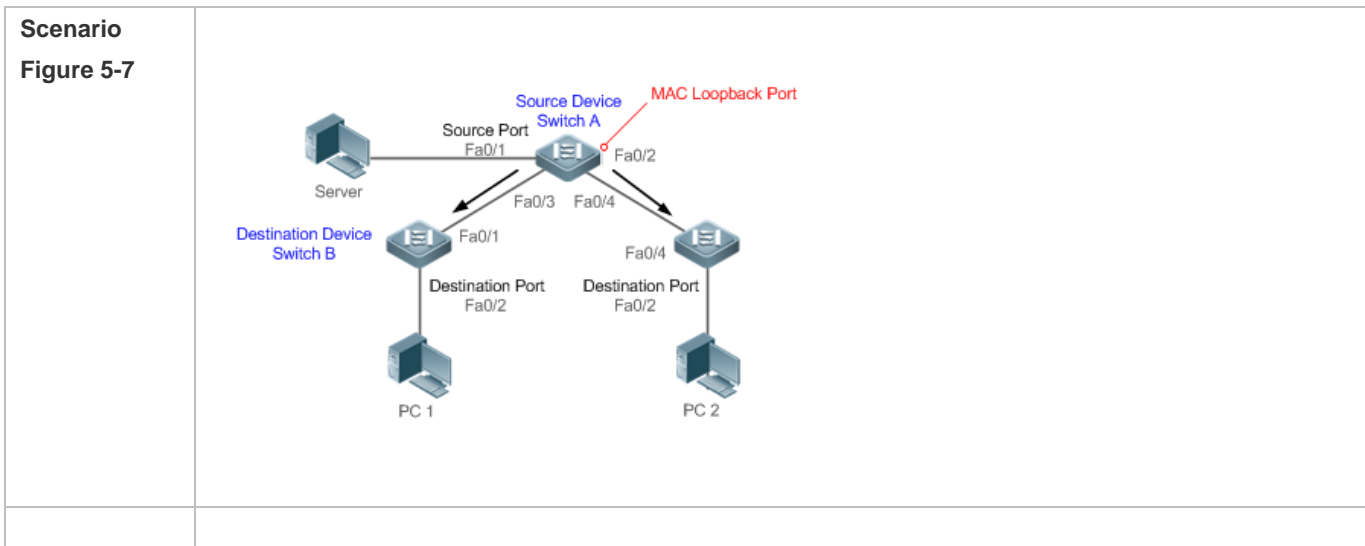 Scenario
Figure 5-7
MAC Loopback Port
Source Device
Switch A
Source Port
Fa0/1
Fa0/2
Server
Fa0/3
Fa0/4
Destination Device
Switch B
Fa0/1
Fa0/4
Destination Port
Fa0/2
Destination Port
Fa0/2
PC 1
PC 2